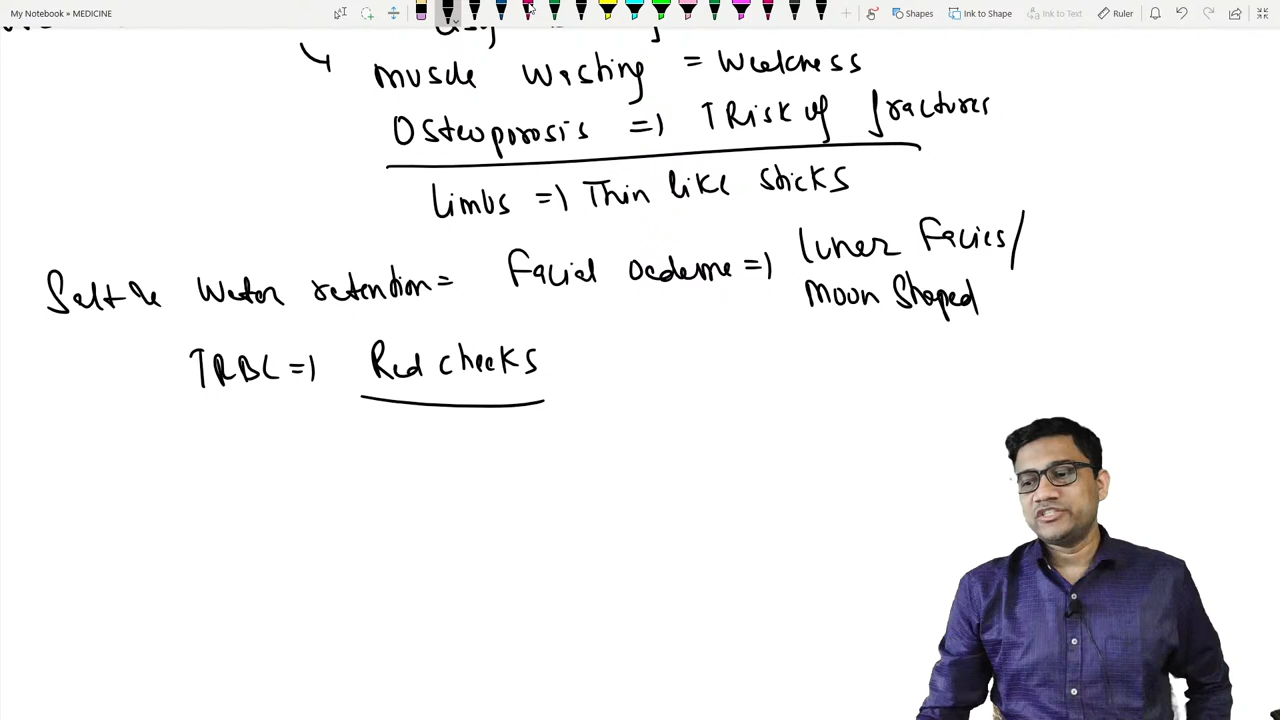 My Notebook » MEDICINE
Shapes
Ink to Shape
Ink to Text
Ruler
muscle wasting = Weakness
Osteoporosis => ↑ Risk of fractures
Limbs => Thin like sticks
Salt & Water retention = Facial oedema => lunar Facies/
moon shaped
↑RBC => Red cheeks